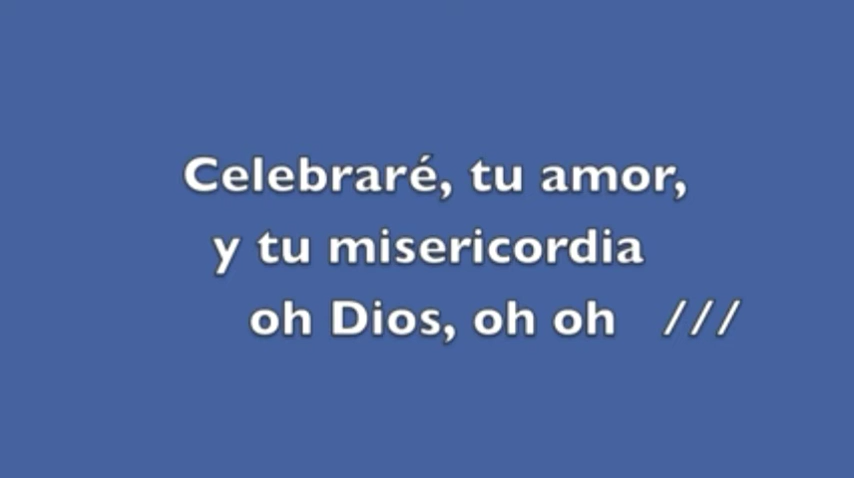 Celebraré, tu amor,
y tu misericordia
oh Dios, oh oh ///